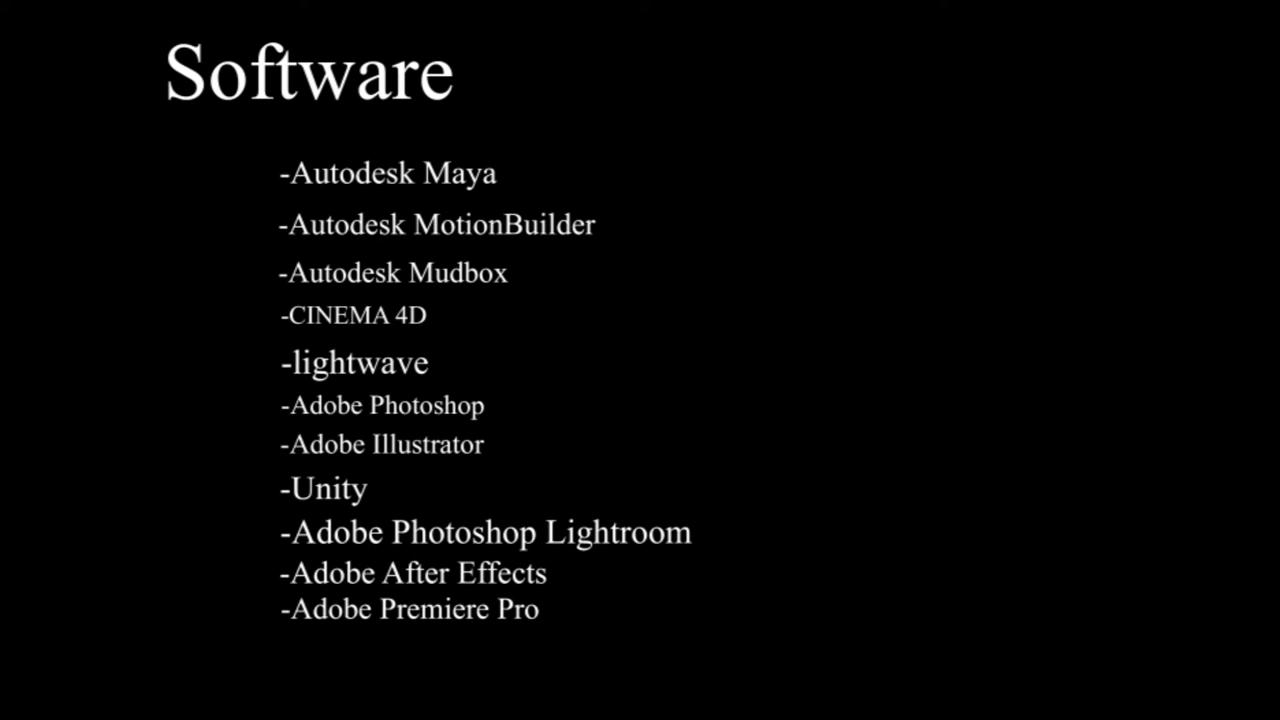 Software
-Autodesk Maya
-Autodesk MotionBuilder
-Autodesk Mudbox
-CINEMA 4D
-lightwave
-Adobe Photoshop
-Adobe Illustrator
-Unity
-Adobe Photoshop Lightroom
-Adobe After Effects
-Adobe Premiere Pro